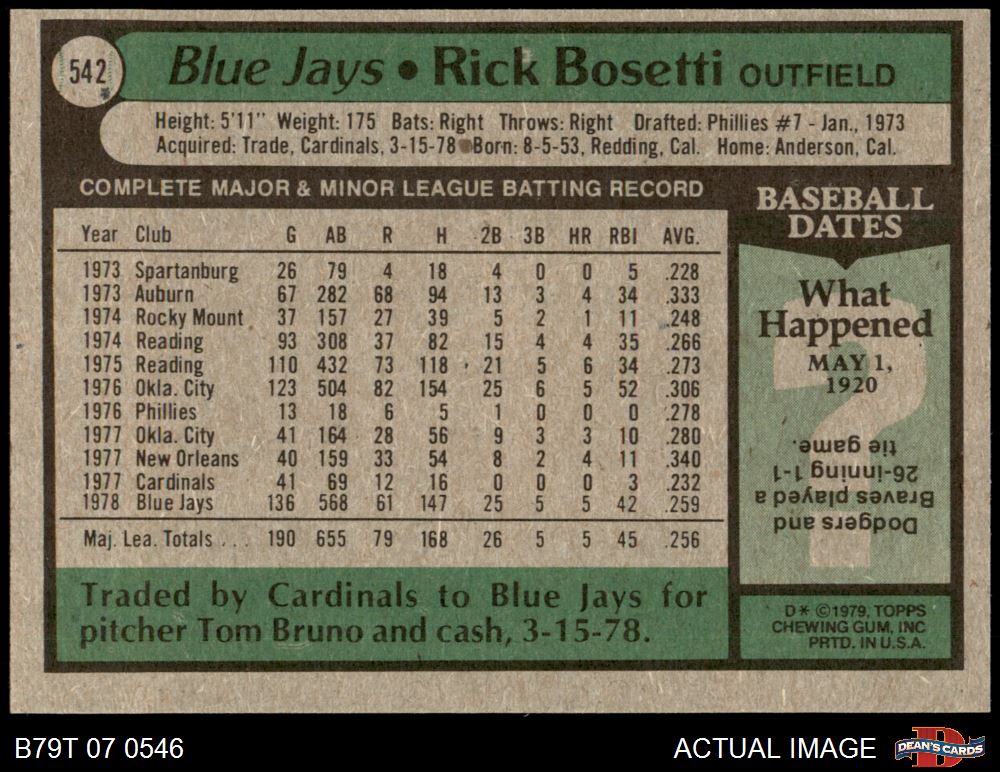 542
Blue Jays • Rick Bosetti OUTFIELD
Height: 5'11" Weight: 175 Bats: Right Throws: Right Drafted: Phillies #7 - Jan., 1973
Acquired: Trade, Cardinals, 3-15-78 Born: 8-5-53, Redding, Cal. Home: Anderson, Cal.
COMPLETE MAJOR & MINOR LEAGUE BATTING RECORD
Year Club G AB R H 2B 3B HR RBI AVG.
1973 Spartanburg 26 79 4 18 4 0 0 5 .228
1973 Auburn 67 282 68 94 13 3 4 34 .333
1974 Rocky Mount 37 157 27 39 5 2 1 11 .248
1974 Reading 93 308 37 82 15 4 4 35 .266
1975 Reading 110 432 73 118 21 5 6 34 .273
1976 Okla. City 123 504 82 154 25 6 5 52 .306
1976 Phillies 13 18 6 5 1 0 0 0 .278
1977 Okla. City 41 164 28 56 9 3 3 10 .280
1977 New Orleans 40 159 33 54 8 2 4 11 .340
1977 Cardinals 41 69 12 16 0 0 0 3 .232
1978 Blue Jays 136 568 61 147 25 5 5 42 .259
Maj. Lea. Totals . . . 190 655 79 168 26 5 5 45 .256
Traded by Cardinals to Blue Jays for
pitcher Tom Bruno and cash, 3-15-78.
BASEBALL
DATES
What
Happened
MAY 1,
1920
?
Dodgers and
Braves played a
26-inning 1-1
tie game.
D* ©1979, TOPPS
CHEWING GUM, INC
PRTD. IN U.S.A.
B79T 07 0546
ACTUAL IMAGE
D
DEAN'S CARDS